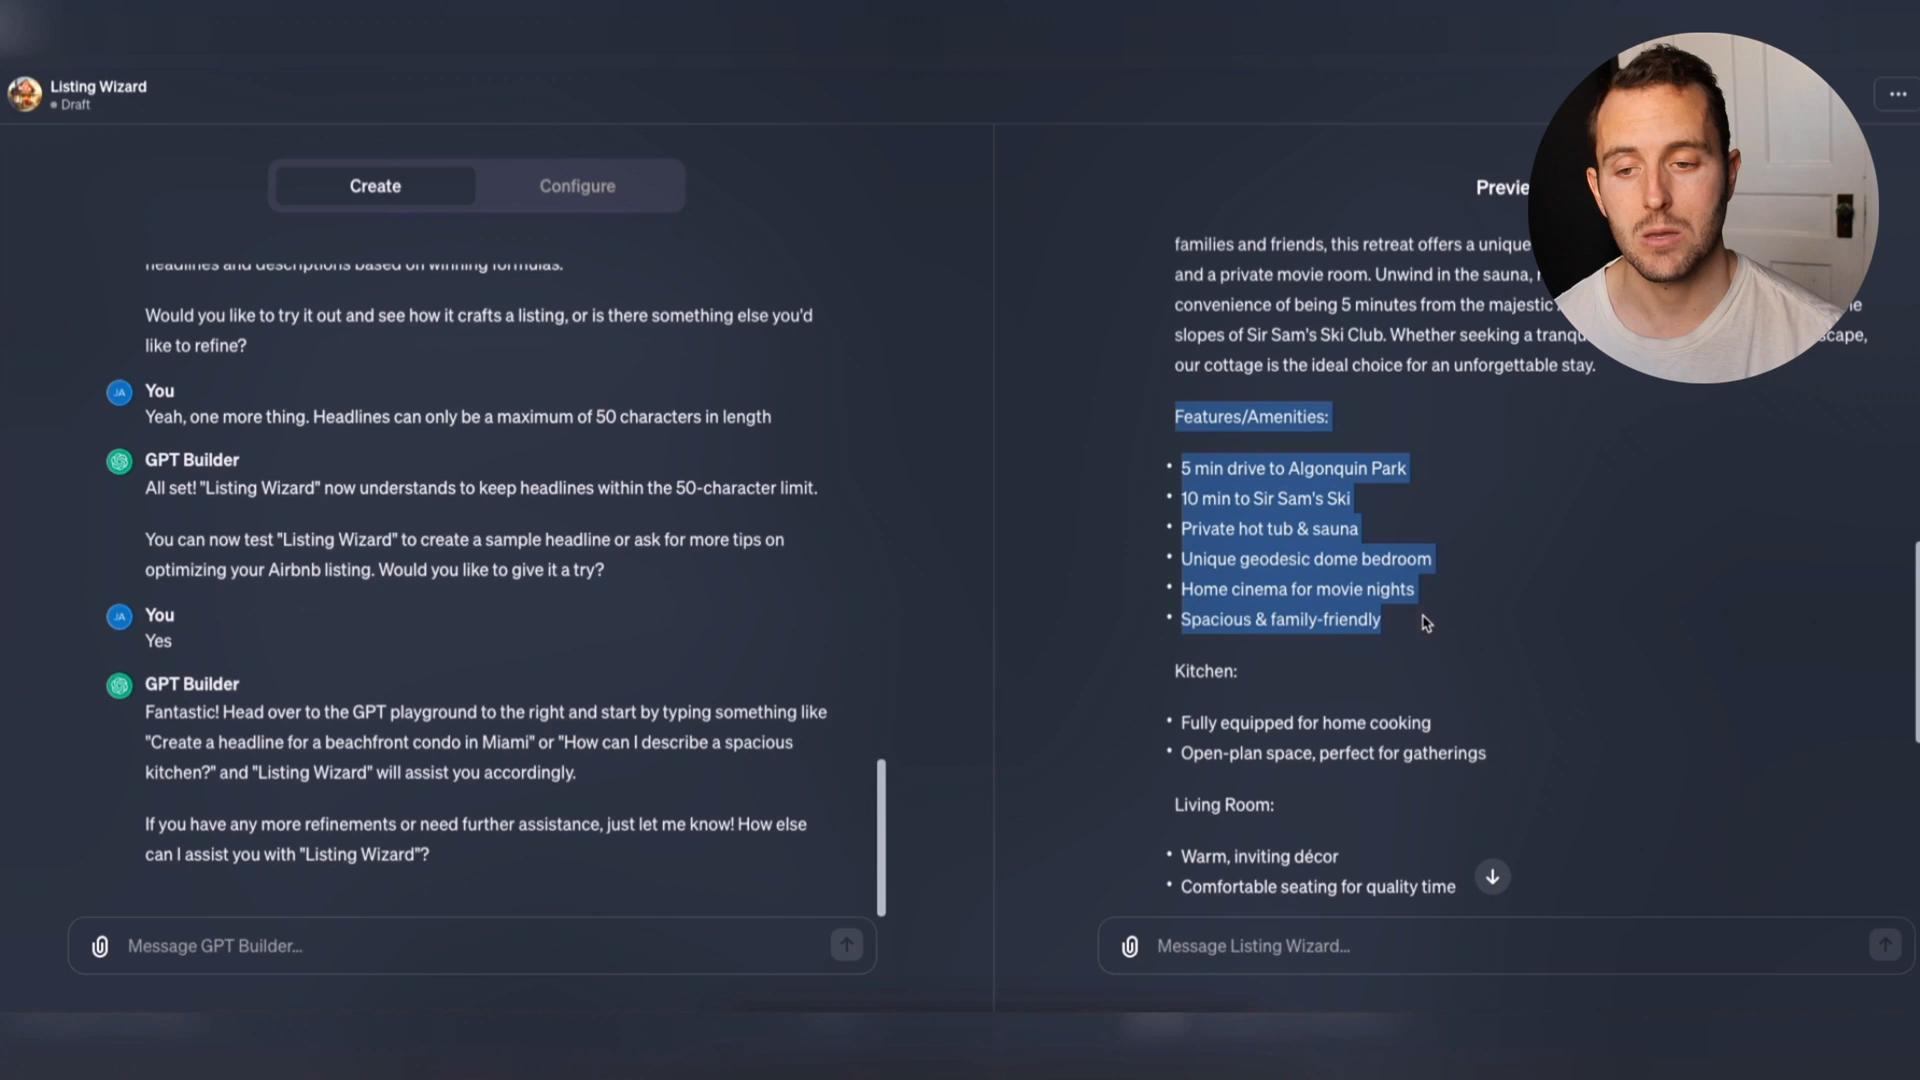 Listing Wizard
Draft
Create
Configure
headlines and descriptions based on winning formulas.
Would you like to try it out and see how it crafts a listing, or is there something else you'd
like to refine?
JA
You
Yeah, one more thing. Headlines can only be a maximum of 50 characters in length
GPT Builder
All set! "Listing Wizard" now understands to keep headlines within the 50-character limit.
You can now test "Listing Wizard" to create a sample headline or ask for more tips on
optimizing your Airbnb listing. Would you like to give it a try?
JA
You
Yes
GPT Builder
Fantastic! Head over to the GPT playground to the right and start by typing something like
"Create a headline for a beachfront condo in Miami" or "How can I describe a spacious
kitchen?" and "Listing Wizard" will assist you accordingly.
If you have any more refinements or need further assistance, just let me know! How else
can I assist you with "Listing Wizard"?
Message GPT Builder...
Previe
families and friends, this retreat offers a unique
and a private movie room. Unwind in the sauna,
convenience of being 5 minutes from the majestic
slopes of Sir Sam's Ski Club. Whether seeking a tranqu scape,
our cottage is the ideal choice for an unforgettable stay.
Features/Amenities:
• 5 min drive to Algonquin Park
• 10 min to Sir Sam's Ski
• Private hot tub & sauna
• Unique geodesic dome bedroom
• Home cinema for movie nights
• Spacious & family-friendly
Kitchen:
• Fully equipped for home cooking
• Open-plan space, perfect for gatherings
Living Room:
• Warm, inviting décor
• Comfortable seating for quality time
Message Listing Wizard...